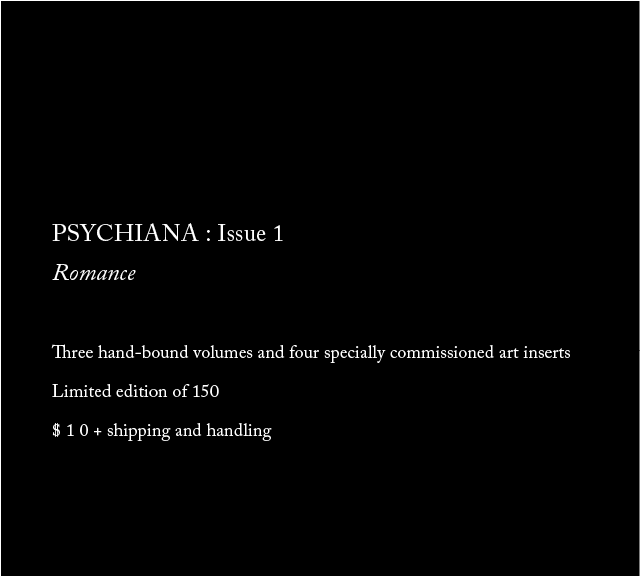 PSYCHIANA : Issue 1
Romance
Three hand-bound volumes and four specially commissioned art inserts
Limited edition of 150
$ 1 0 + shipping and handling